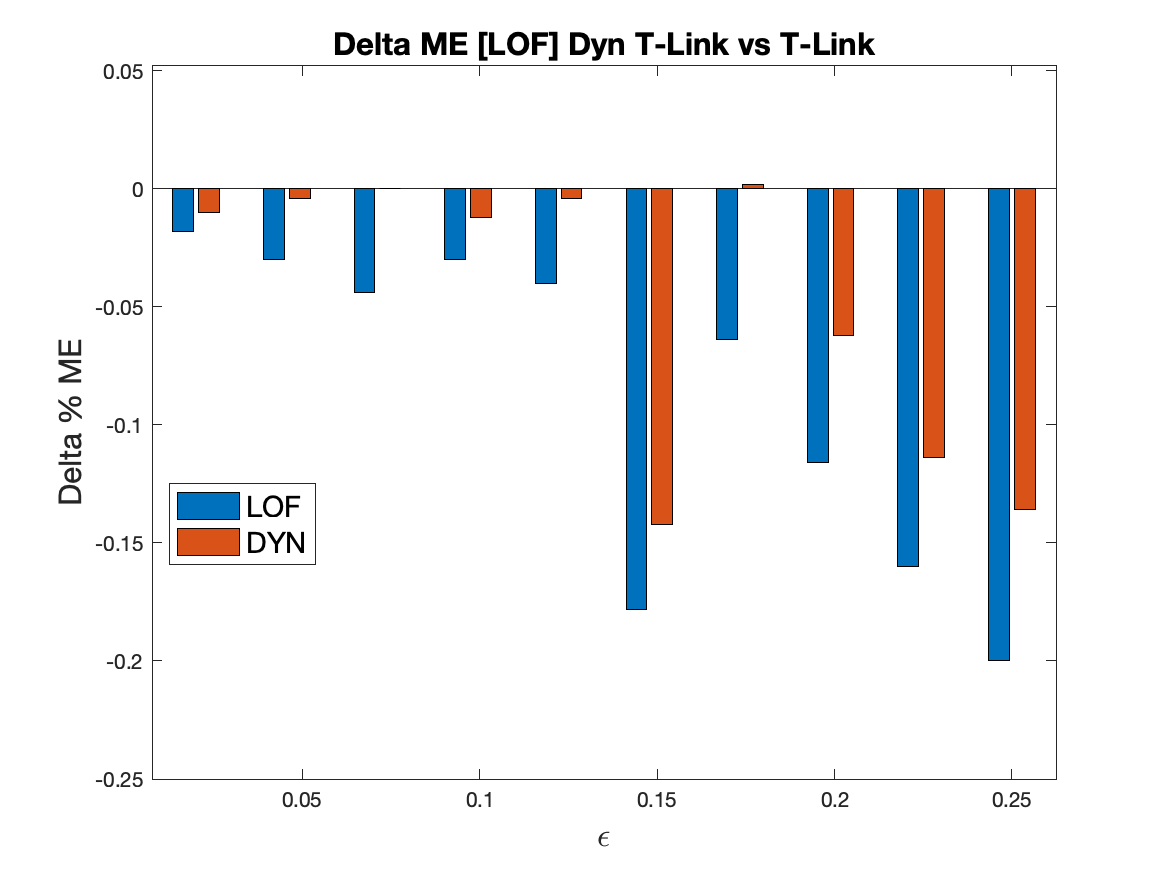 Delta ME [LOF] Dyn T-Link vs T-Link
0.05
0
-0.05
-0.1
-0.15
-0.2
-0.25
Delta % ME
LOF
DYN
0.05 0.1 0.15 0.2 0.25
ϵ